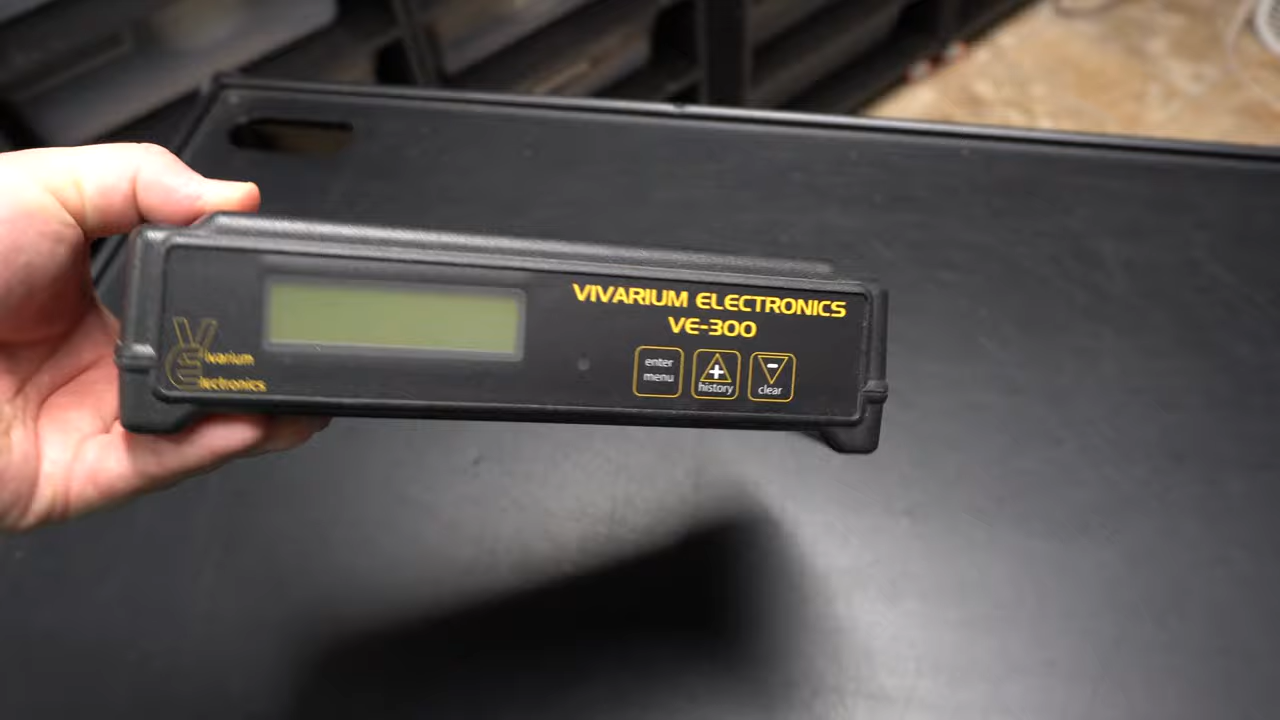 VIVARIUM ELECTRONICS
VE-300
enter
menu
+
history
-
clear
Vivarium
Electronics